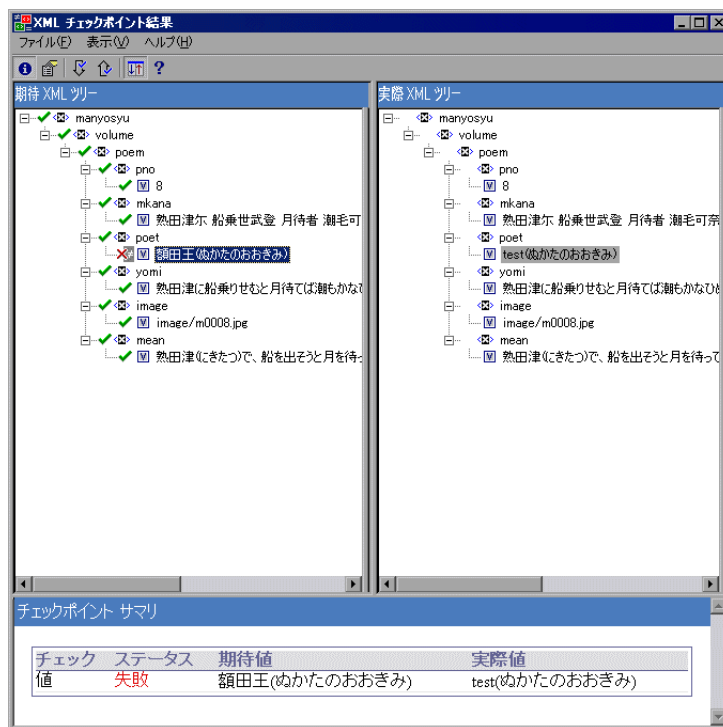 XML チェックポイント結果
ファイル(F) 表示(V) ヘルプ(H)
期待 XML ツリー
manyosyu
volume
poem
pno
8
mkana
熟田津尓 船乗世武登 月待者 潮毛可
poet
額田王(ぬかたのおおきみ)
yomi
熟田津に船乗りせむと月待てば潮もかな
image
image/m0008.jpg
mean
熟田津(にきたつ)で、船を出そうと月を待っ
実際 XML ツリー
manyosyu
volume
poem
pno
8
mkana
熟田津尓 船乗世武登 月待者 潮毛可奈
poet
test(ぬかたのおおきみ)
yomi
熟田津に船乗りせむと月待てば潮もかなひぬ
image
image/m0008.jpg
mean
熟田津(にきたつ)で、船を出そうと月を待って
チェックポイント サマリ
チェック ステータス 期待値 実際値
値 失敗 額田王(ぬかたのおおきみ) test(ぬかたのおおきみ)